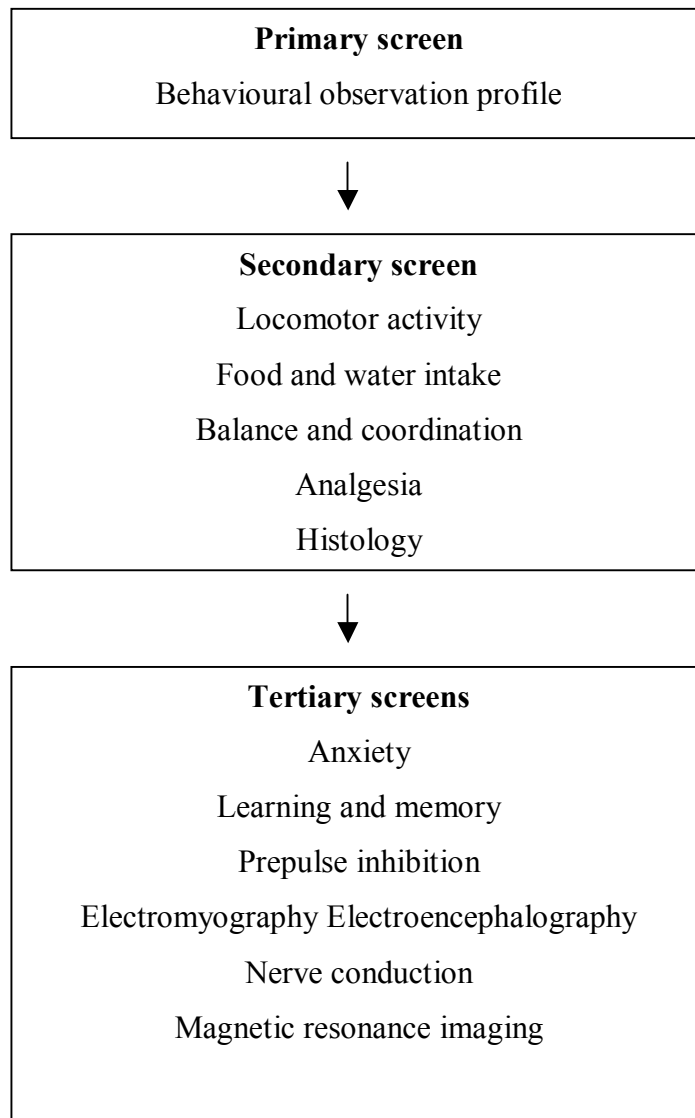 Primary screen
Behavioural observation profile
Secondary screen
Locomotor activity
Food and water intake
Balance and coordination
Analgesia
Histology
Tertiary screens
Anxiety
Learning and memory
Prepulse inhibition
Electromyography Electroencephalography
Nerve conduction
Magnetic resonance imaging